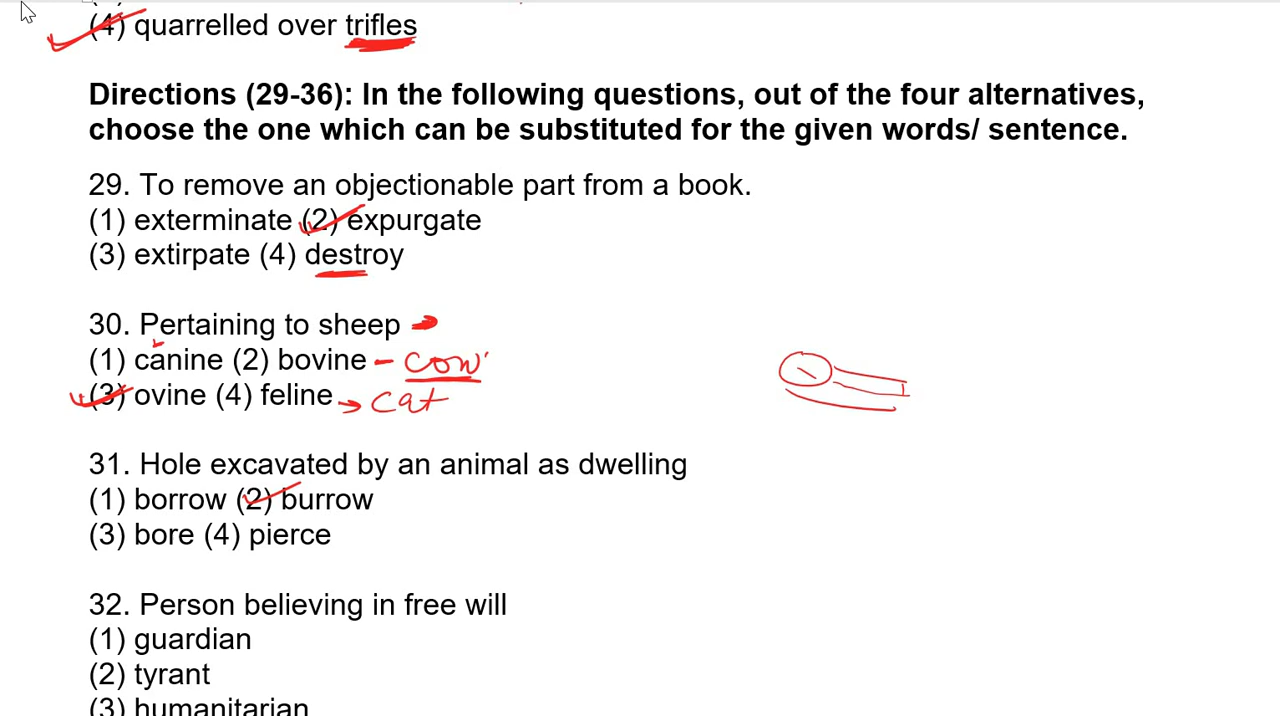 (4) quarrelled over trifles
Directions (29-36): In the following questions, out of the four alternatives,
choose the one which can be substituted for the given words/ sentence.
29. To remove an objectionable part from a book.
(1) exterminate (2) expurgate
(3) extirpate (4) destroy
30. Pertaining to sheep
(1) canine (2) bovine - cow
(3) ovine (4) feline → cat
31. Hole excavated by an animal as dwelling
(1) borrow (2) burrow
(3) bore (4) pierce
32. Person believing in free will
(1) guardian
(2) tyrant
(3) humanitarian